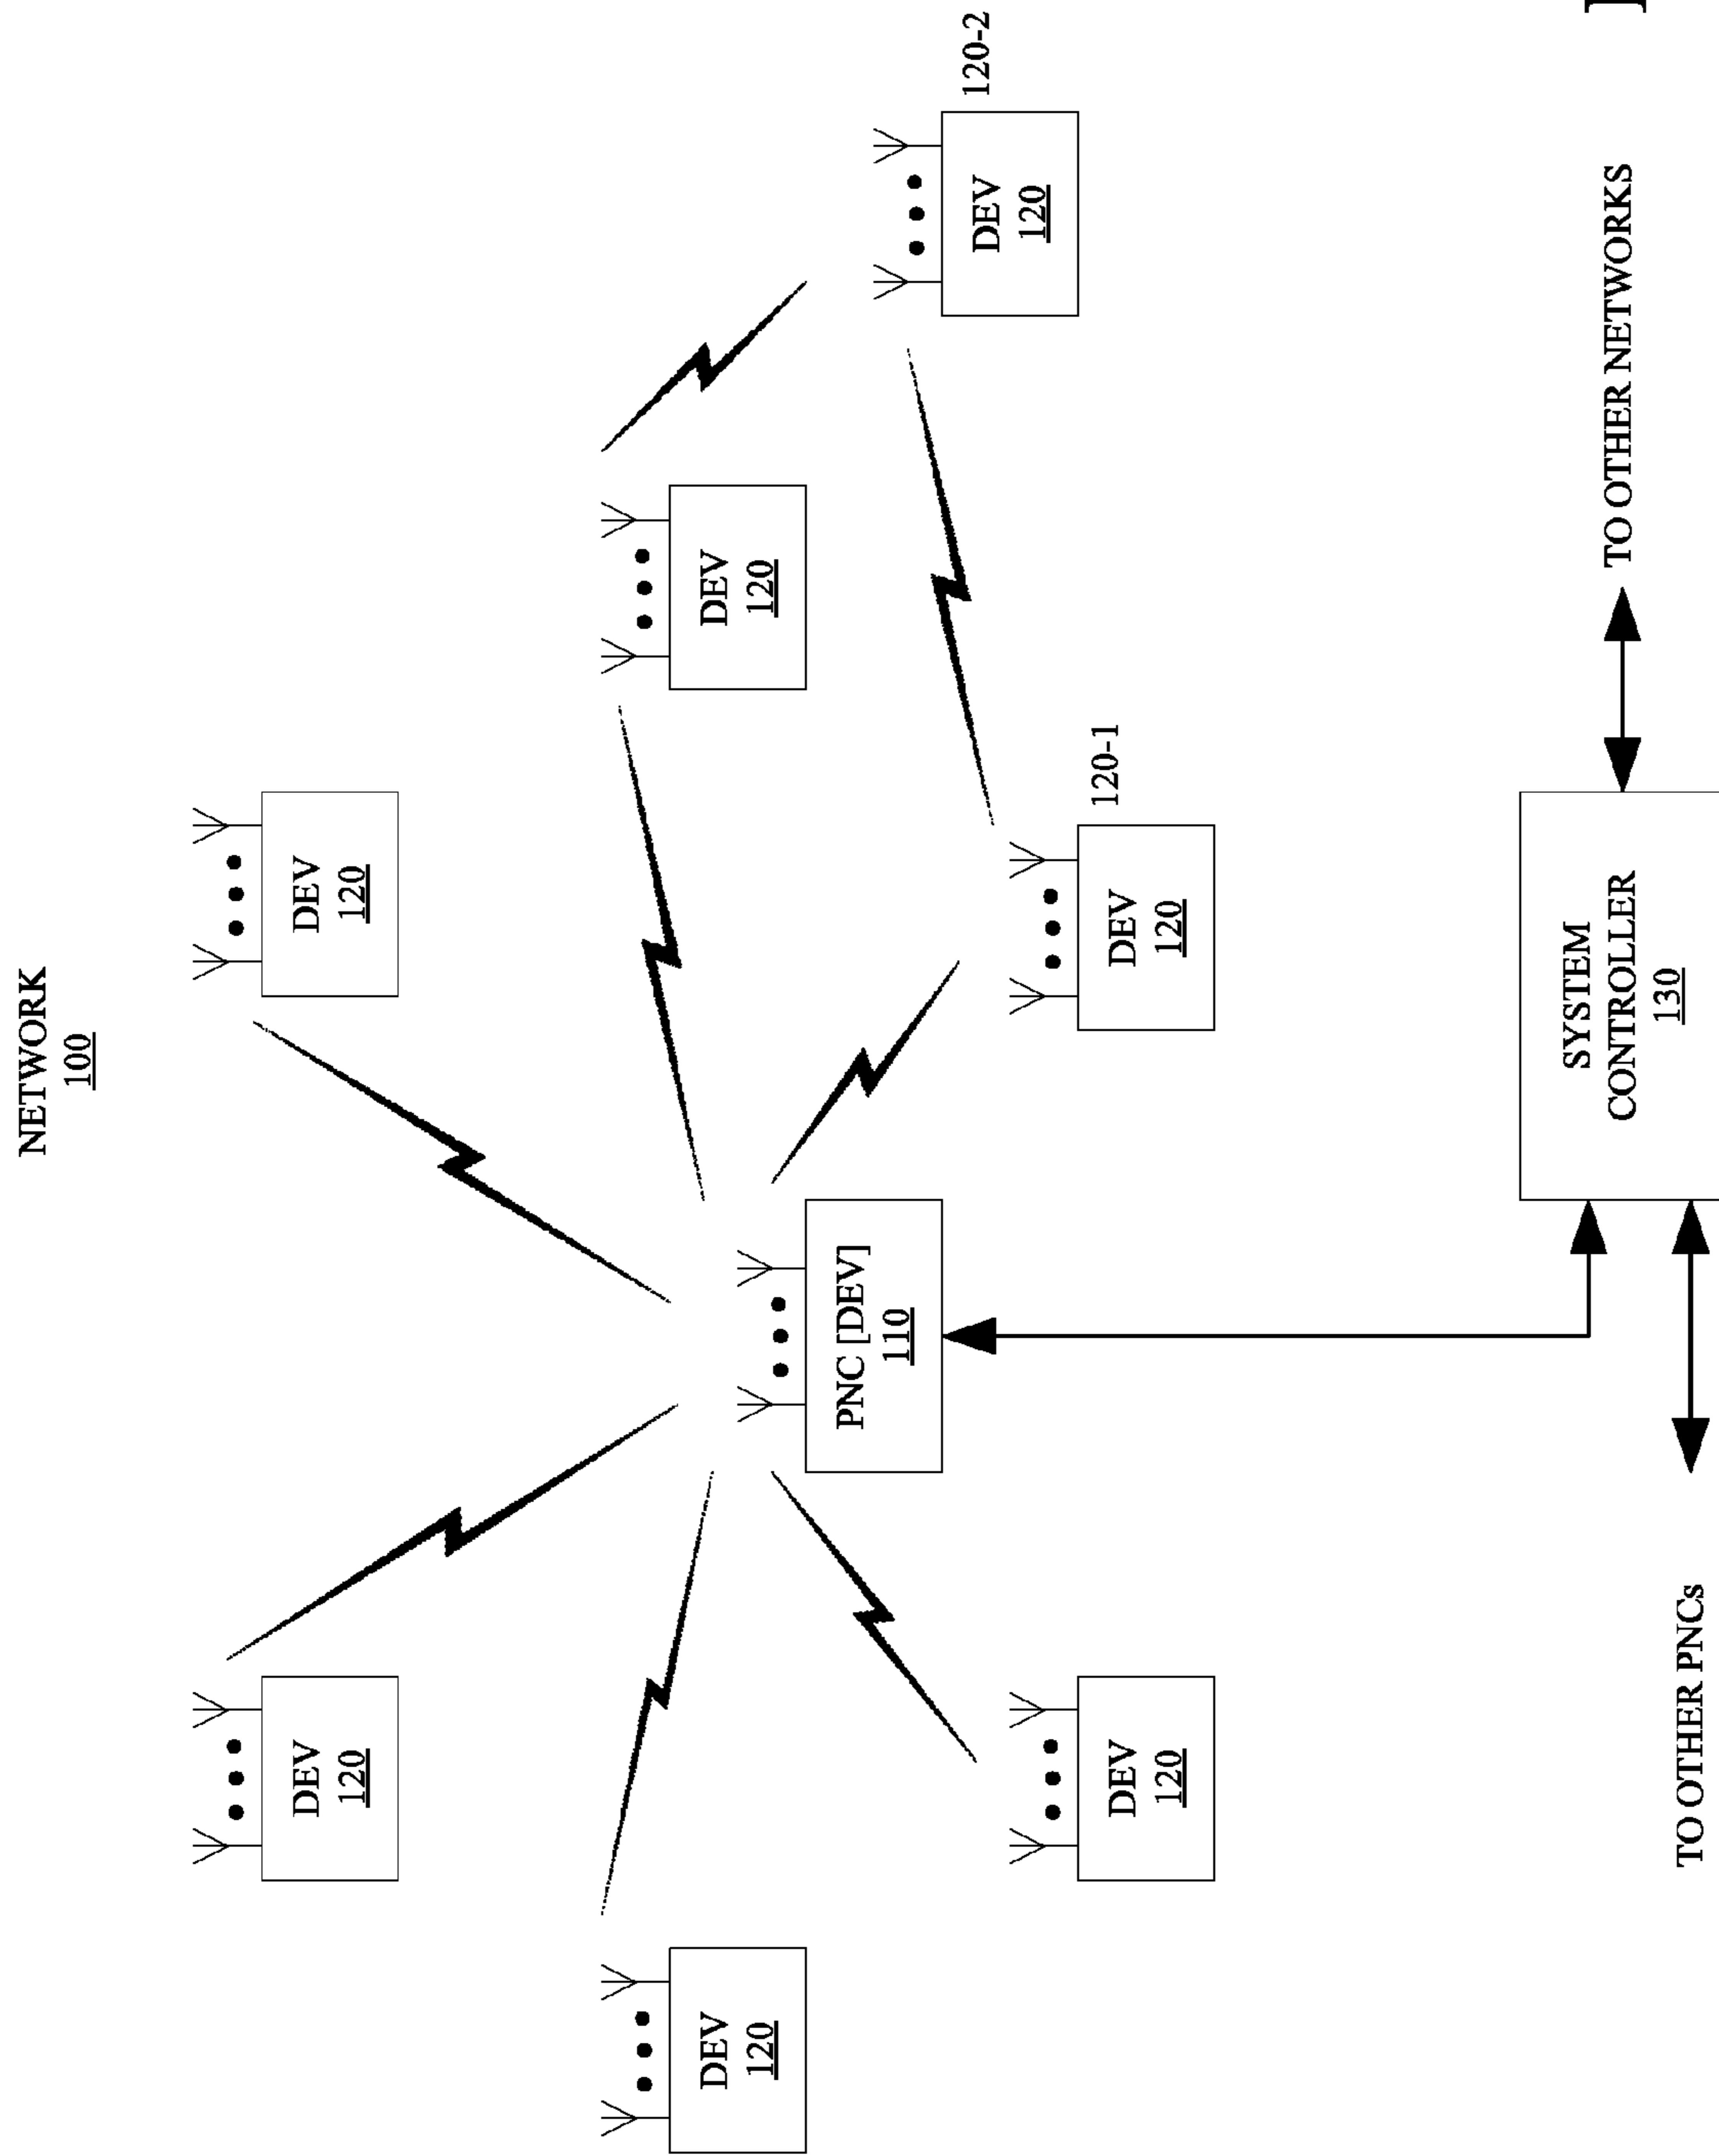 NETWORK
100
DEV
120
DEV
120
DEV
120
DEV
120
PNC [DEV]
110
120-2
DEV
120
DEV
120
120-1
DEV
120
SYSTEM
CONTROLLER
130
TO OTHER NETWORKS
TO OTHER PNCs